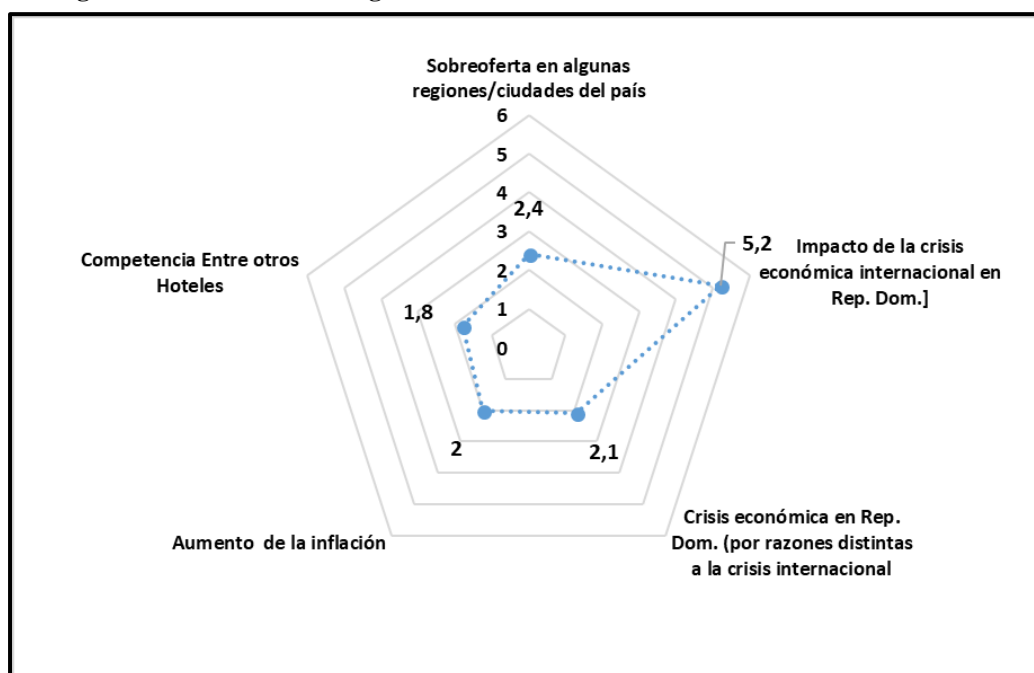 Sobreoferta en algunas
regiones/ciudades del país
6
5
4
2,4
3
2
1
0
5,2
Impacto de la crisis
económica internacional en
Rep. Dom.]
Competencia Entre otros
Hoteles
1,8
2
2,1
Aumento de la inflación
Crisis económica en Rep.
Dom. (por razones distintas
a la crisis internacional